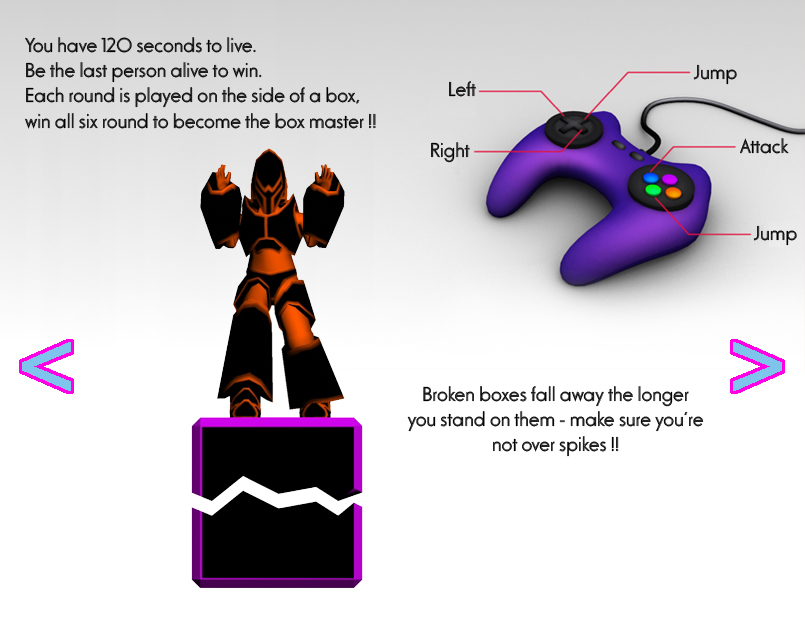 You have 120 seconds to live.
Be the last person alive to win.
Each round is played on the side of a box,
win all six round to become the box master !!
Jump
Left
Right
Attack
Jump
Broken boxes fall away the longer
you stand on them - make sure you're
not over spikes !!